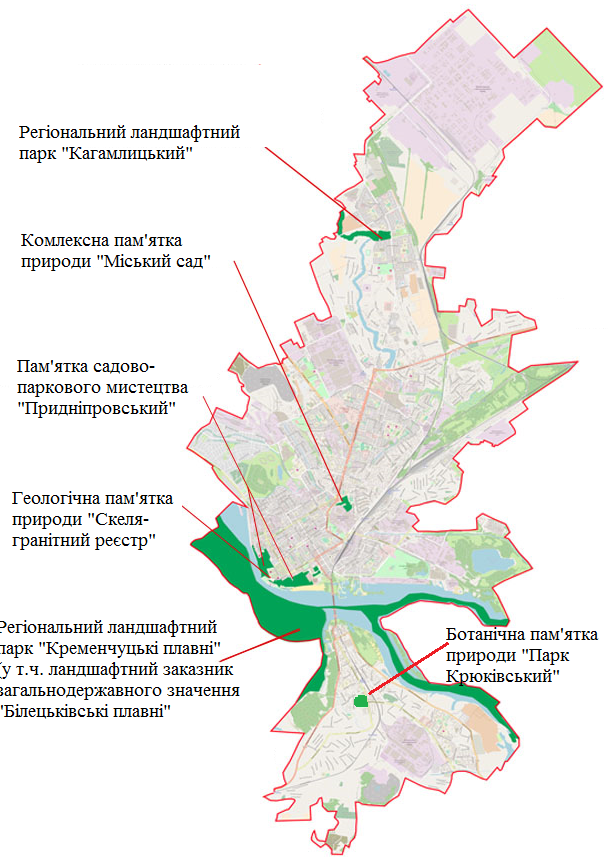 Регіональний ландшафтний
парк "Кагамлицький"
Комлексна пам'ятка
природи "Міський сад"
Пам'ятка садово-
паркового мистецтва
"Придніпровський"
Геологічна пам'ятка
природи "Скеля-
гранітний реєстр"
Регіональний ландшафтний
парк "Кременчуцькі плавні"
(у т.ч. ландшафтний заказник
загальнодержавного значення
"Білецьківські плавні"
Ботанічна пам'ятка
природи "Парк
Крюківський"